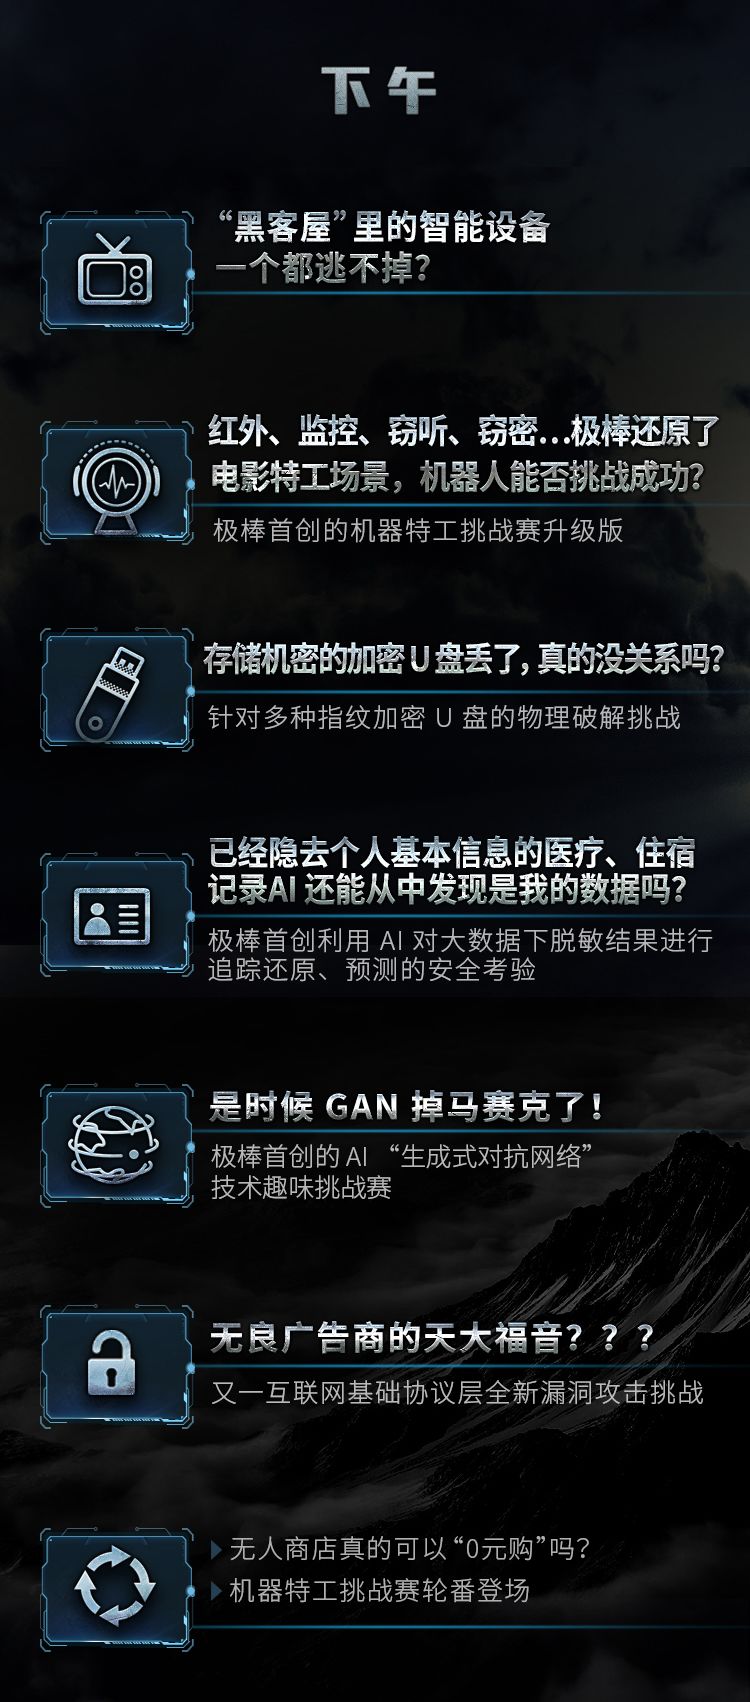 下午
“黑客屋”里的智能设备
一个都逃不掉？
红外、监控、窃听、窃密…极棒还原了
电影特工场景，机器人能否挑战成功？
极棒首创的机器特工挑战赛升级版
存储机密的加密U盘丢了，真的没关系吗？
针对多种指纹加密 U 盘的物理破解挑战
已经隐去个人基本信息的医疗、住宿
记录AI 还能从中发现是我的数据吗？
极棒首创利用 AI 对大数据下脱敏结果进行
追踪还原、预测的安全考验
是时候 GAN 掉马赛克了！
极棒首创的 AI “生成式对抗网络”
技术趣味挑战赛
无良广告商的天大福音？？？
又一互联网基础协议层全新漏洞攻击挑战
无人商店真的可以“0元购”吗？
机器特工挑战赛轮番登场